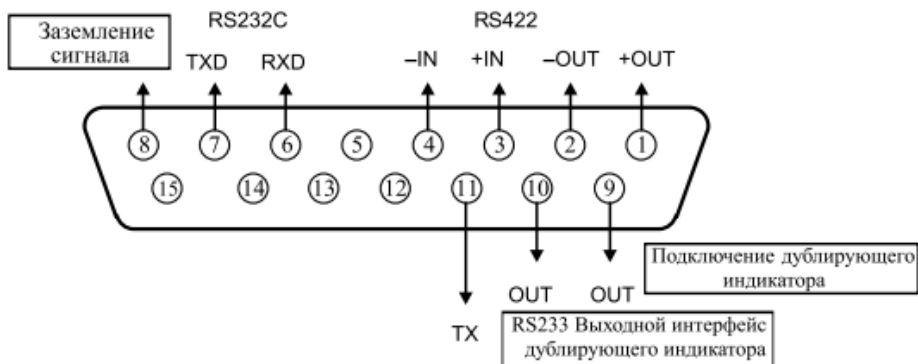 RS232C RS422
Заземление
сигнала
TXD RXD –IN +IN –OUT +OUT
8 7 6 5 4 3 2 1
15 14 13 12 11 10 9
Подключение дублирующего
индикатора
OUT OUT
TX
RS233 Выходной интерфейс
дублирующего индикатора